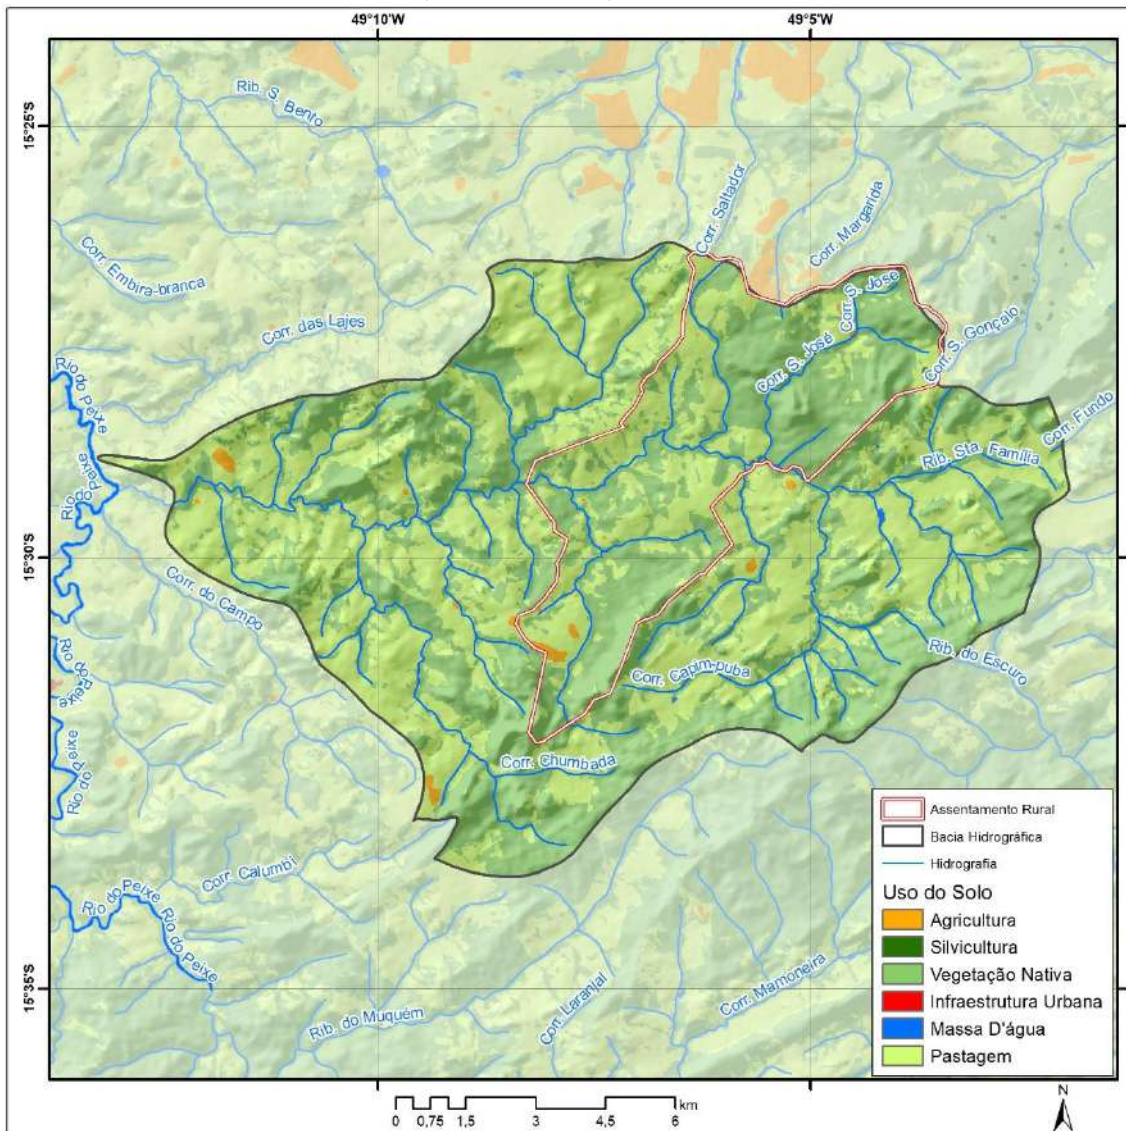 49°10'W
49°5'W
15°25'S
15°30'S
15°35'S
Rib. S. Bento
Corr. Saltador
Corr. Margarida
Corr. Embira-branca
Corr. das Lajes
Corr. S. Jose
Corr. S. José
Corr. S. Gonçalo
Rio do Peixe
Corr. Fundo
Rib. Sta. Família
Rio do Peixe
Corr. do Campo
Rio do Peixe
Corr. Capim-puba
Rib. do Escuro
Rio do Peixe
Corr. Chumbada
Corr. Calumbi
Rio do Peixe
Rio do Peixe
Rib. do Muquém
Corr. Laranjal
Corr. Mamoneira
Assentamento Rural
Bacia Hidrográfica
Hidrografia
Uso do Solo
Agricultura
Silvicultura
Vegetação Nativa
Infraestrutura Urbana
Massa D'água
Pastagem
0 0,75 1,5 3 4,5 6 km
N